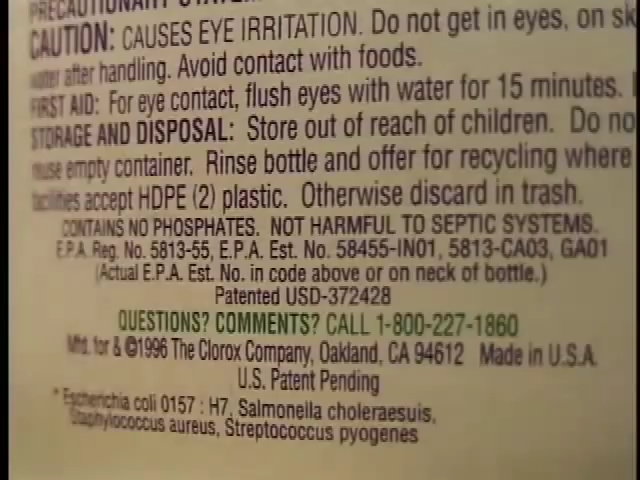 PRECAUTIONARY
CAUTION: CAUSES EYE IRRITATION. Do not get in eyes, on
water after handling. Avoid contact with foods.
FIRST AID: For eye contact, flush eyes with water for 15 minutes.
STORAGE AND DISPOSAL: Store out of reach of children. Do
reuse empty container. Rinse bottle and offer for recycling where
facilities accept HDPE (2) plastic. Otherwise discard in trash.
CONTAINS NO PHOSPHATES. NOT HARMFUL TO SEPTIC SYSTEMS.
E.P.A. Reg. No. 5813-55, E.P.A. Est. No. 58455-IN01, 5813-CA03, GA01
(Actual E.P.A. Est. No. in code above or on neck of bottle.)
Patented USD-372428
QUESTIONS? COMMENTS? CALL 1-800-227-1860
Mfd. for & ©1996 The Clorox Company, Oakland, CA 94612 Made in U.S.A.
U.S. Patent Pending
* Escherichia coli 0157 : H7, Salmonella choleraesuis,
Staphylococcus aureus, Streptococcus pyogenes